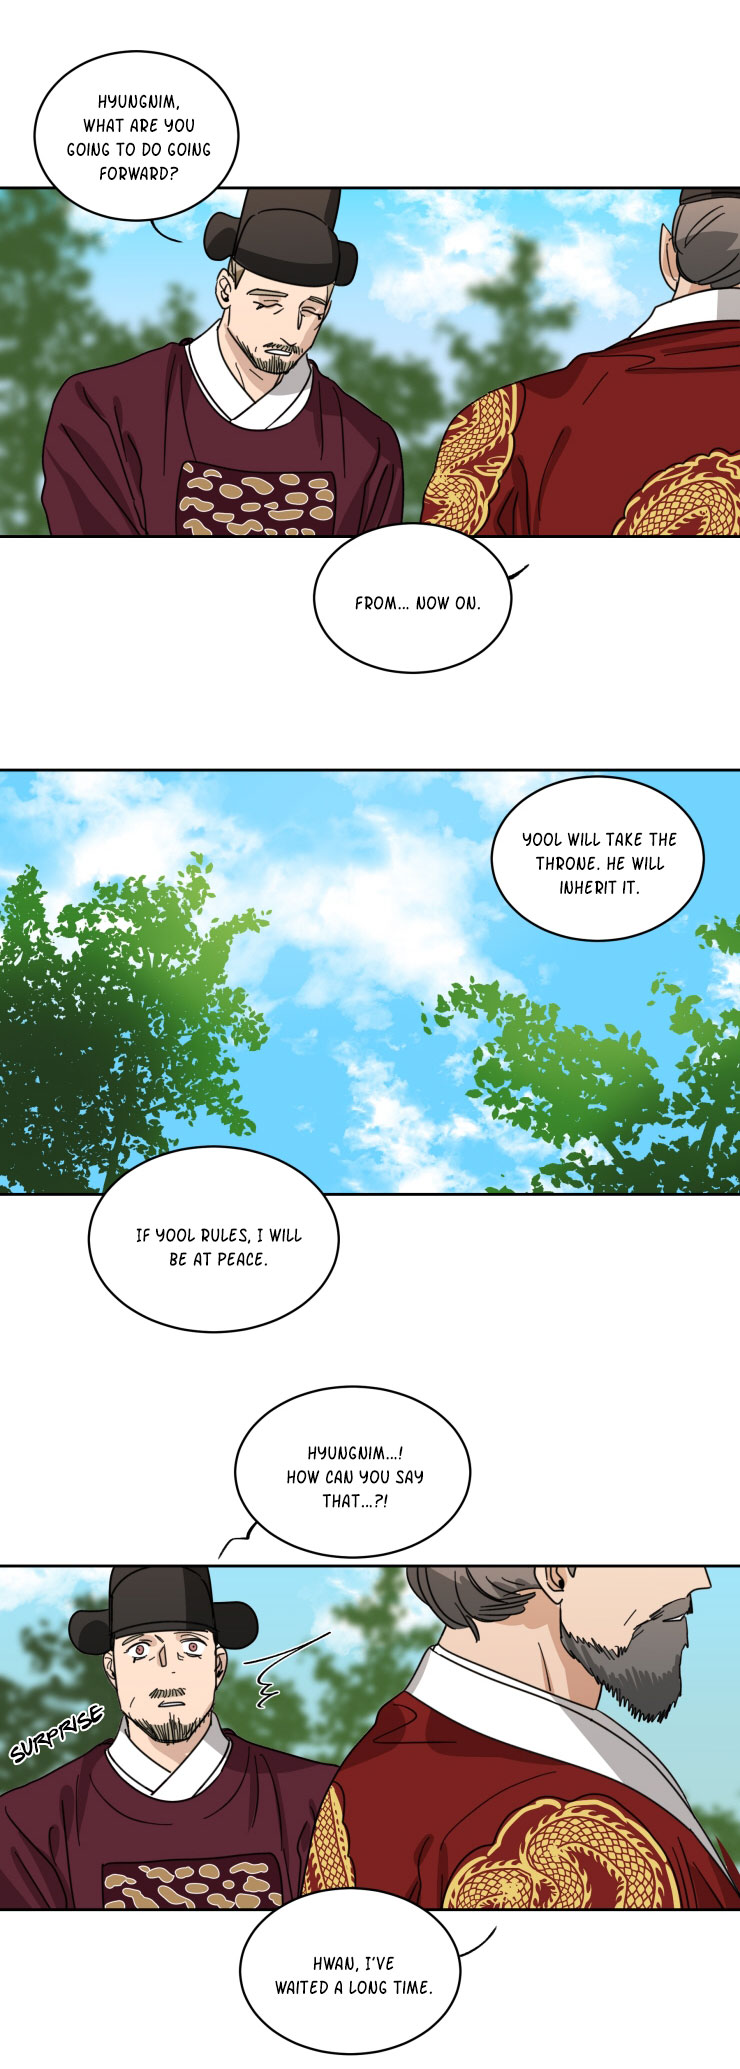 HYUNGNIM,
WHAT ARE YOU
GOING TO DO GOING
FORWARD?
FROM... NOW ON.
YOOL WILL TAKE THE
THRONE. HE WILL
INHERIT IT.
IF YOOL RULES, I WILL
BE AT PEACE.
HYUNGNIM...!
HOW CAN YOU SAY
THAT...?!
SURPRISE
HWAN, I'VE
WAITED A LONG TIME.